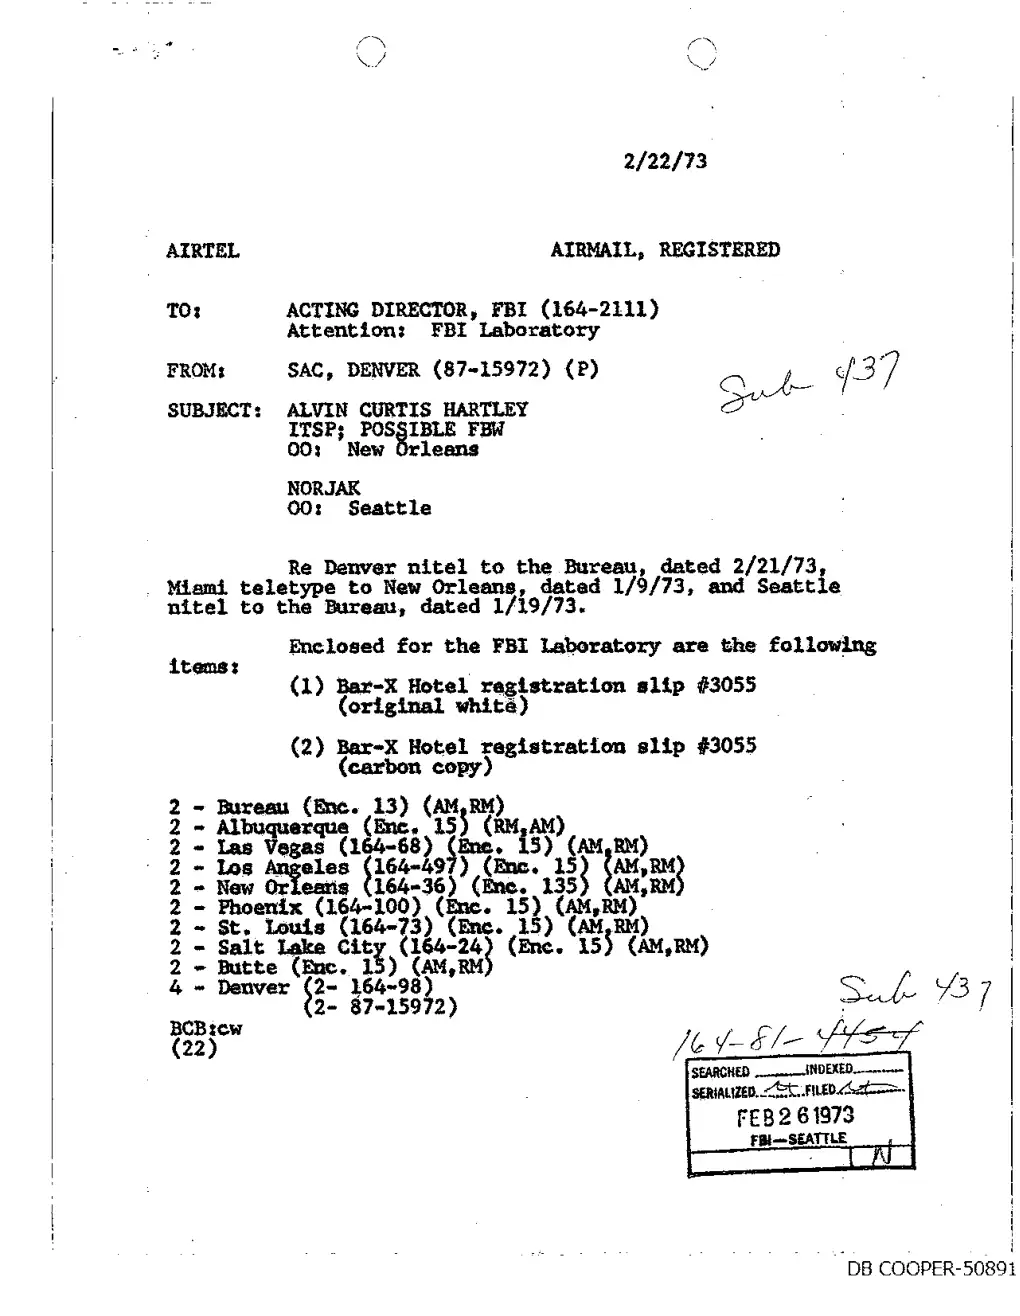 2/22/73
AIRTEL AIRMAIL, REGISTERED
TO: ACTING DIRECTOR, FBI (164-2111)
Attention: FBI Laboratory
FROM: SAC, DENVER (87-15972) (P)
Sub 437
SUBJECT: ALVIN CURTIS HARTLEY
ITSP; POSSIBLE FBW
OO: New Orleans
NORJAK
OO: Seattle
Re Denver nitel to the Bureau, dated 2/21/73,
Miami teletype to New Orleans, dated 1/9/73, and Seattle
nitel to the Bureau, dated 1/19/73.
Enclosed for the FBI Laboratory are the following
items:
(1) Bar-X Hotel registration slip #3055
(original white)
(2) Bar-X Hotel registration slip #3055
(carbon copy)
2 - Bureau (Enc. 13) (AM,RM)
2 - Albuquerque (Enc. 15) (RM,AM)
2 - Las Vegas (164-68) (Enc. 15) (AM,RM)
2 - Los Angeles (164-497) (Enc. 15) (AM,RM)
2 - New Orleans (164-36) (Enc. 135) (AM,RM)
2 - Phoenix (164-100) (Enc. 15) (AM,RM)
2 - St. Louis (164-73) (Enc. 15) (AM,RM)
2 - Salt Lake City (164-24) (Enc. 15) (AM,RM)
2 - Butte (Enc. 15) (AM,RM)
4 - Denver (2- 164-98)
(2- 87-15972)
Sub 437
BCB:cw
(22)
164-81-4454
SEARCHED INDEXED
SERIALIZED FILED
FEB 26 1973
FBI—SEATTLE
DB COOPER-50891